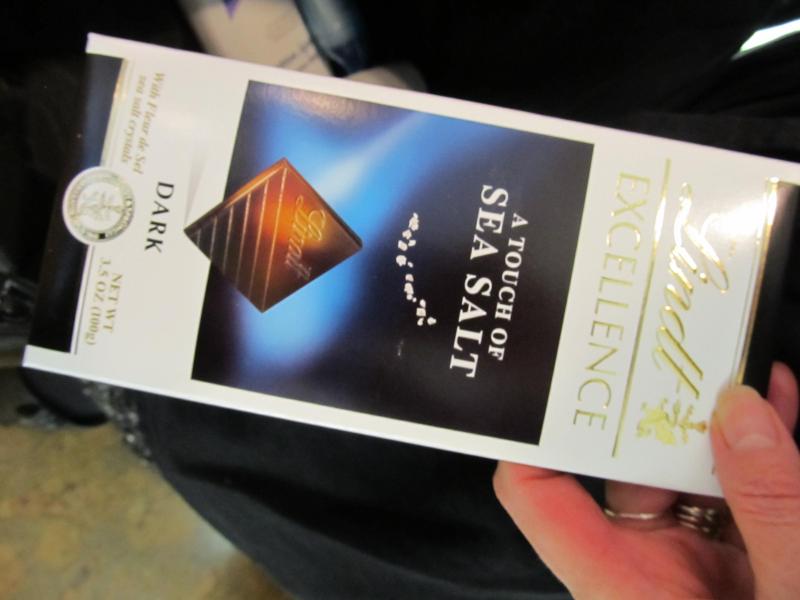 Lindt
EXCELLENCE
A TOUCH OF
SEA SALT
Lindt
DARK
With Fleur de Sel
sea salt crystals
NET WT
3.5 OZ (100g)